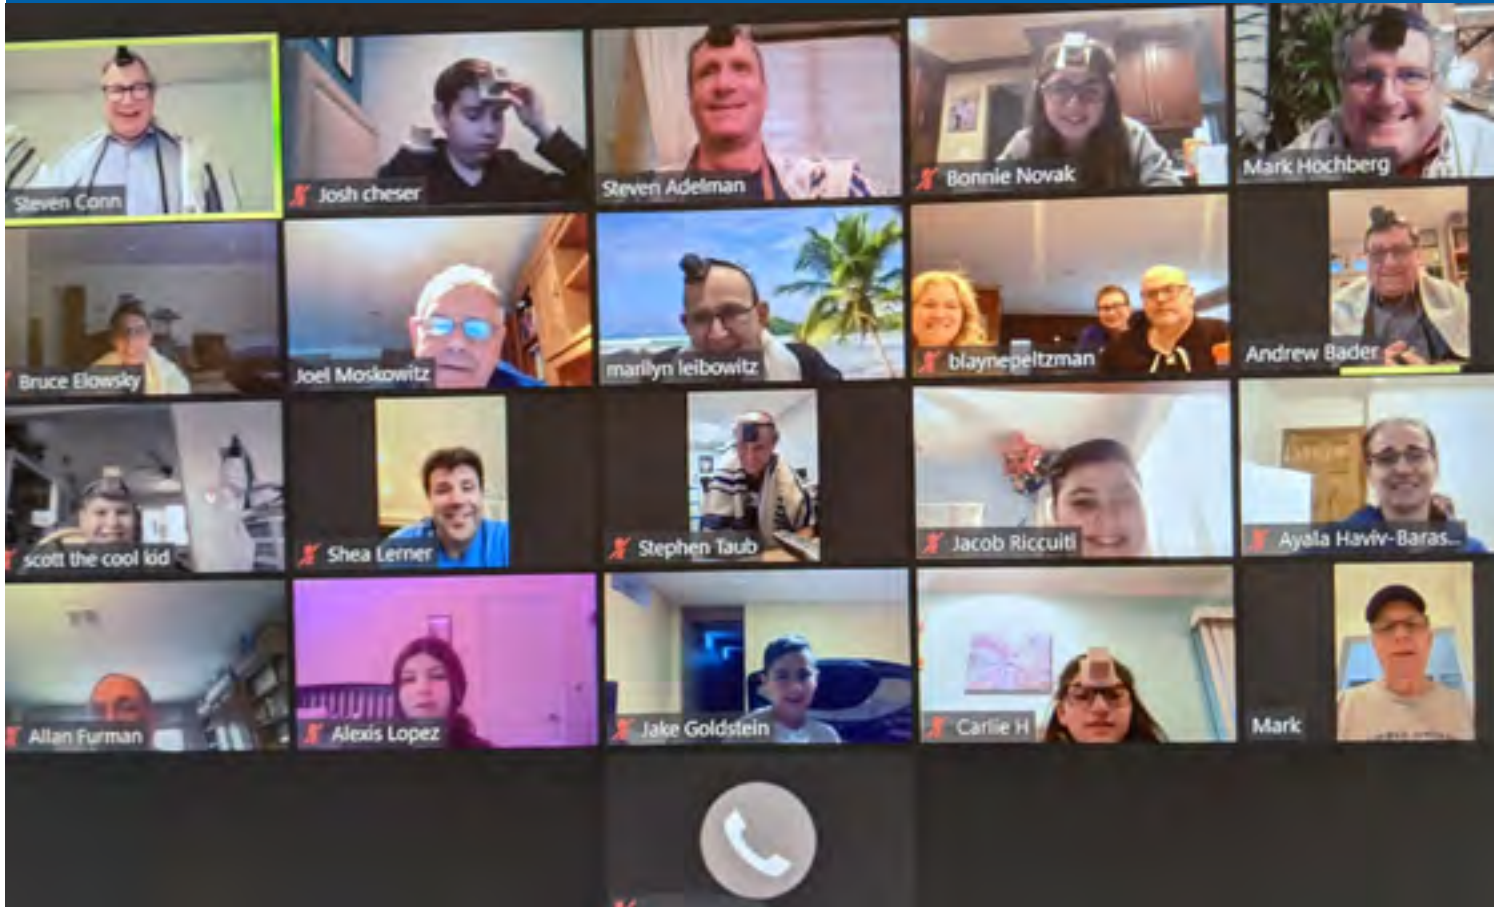 Steven Conn
Josh cheser
Steven Adelman
Bonnie Novak
Mark Hochberg
Bruce Elowsky
Joel Moskowitz
marilyn leibowitz
blaynepeltzman
Andrew Bader
scott the cool kid
Shea Lerner
Stephen Taub
Jacob Riccuiti
Ayala Haviv-Baras...
Allan Furman
Alexis Lopez
Jake Goldstein
Carlie H
Mark